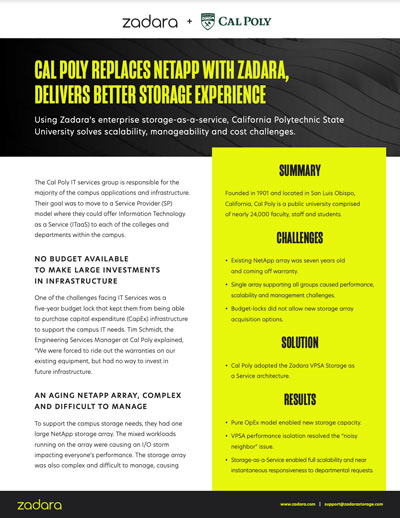 zadara + CAL POLY
CAL POLY REPLACES NETAPP WITH ZADARA,
DELIVERS BETTER STORAGE EXPERIENCE
Using Zadara's enterprise storage-as-a-service, California Polytechnic State
University solves scalability, manageability and cost challenges.
The Cal Poly IT services group is responsible for the
majority of the campus applications and infrastructure.
Their goal was to move to a Service Provider (SP)
model where they could offer Information Technology
as a Service (ITaaS) to each of the colleges and
departments within the campus.
NO BUDGET AVAILABLE
TO MAKE LARGE INVESTMENTS
IN INFRASTRUCTURE
One of the challenges facing IT Services was a
five-year budget lock that kept them from being able
to purchase capital expenditure (CapEx) infrastructure
to support the campus IT needs. Tim Schmidt, the
Engineering Services Manager at Cal Poly explained,
"We were forced to ride out the warranties on our
existing equipment, but had no way to invest in
future infrastructure.
AN AGING NETAPP ARRAY, COMPLEX
AND DIFFICULT TO MANAGE
To support the campus storage needs, they had one
large NetApp storage array. The mixed workloads
running on the array were causing an I/O storm
impacting everyone's performance. The storage array
was also complex and difficult to manage, causing
SUMMARY
Founded in 1901 and located in San Luis Obispo,
California, Cal Poly is a public university comprised
of nearly 24,000 faculty, staff and students.
CHALLENGES
• Existing NetApp array was seven years old
and coming off warranty.
• Single array supporting all groups caused performance,
scalability and management challenges.
• Budget-locks did not allow new storage array
acquisition options.
SOLUTION
• Cal Poly adopted the Zadara VPSA Storage as
a Service architecture.
RESULTS
• Pure OpEx model enabled new storage capacity.
• VPSA performance isolation resolved the "noisy
neighbor" issue.
• Storage-as-a-Service enabled full scalability and near
instantaneous responsiveness to departmental requests.
zadara
www.zadara.com | support@zadarastorage.com